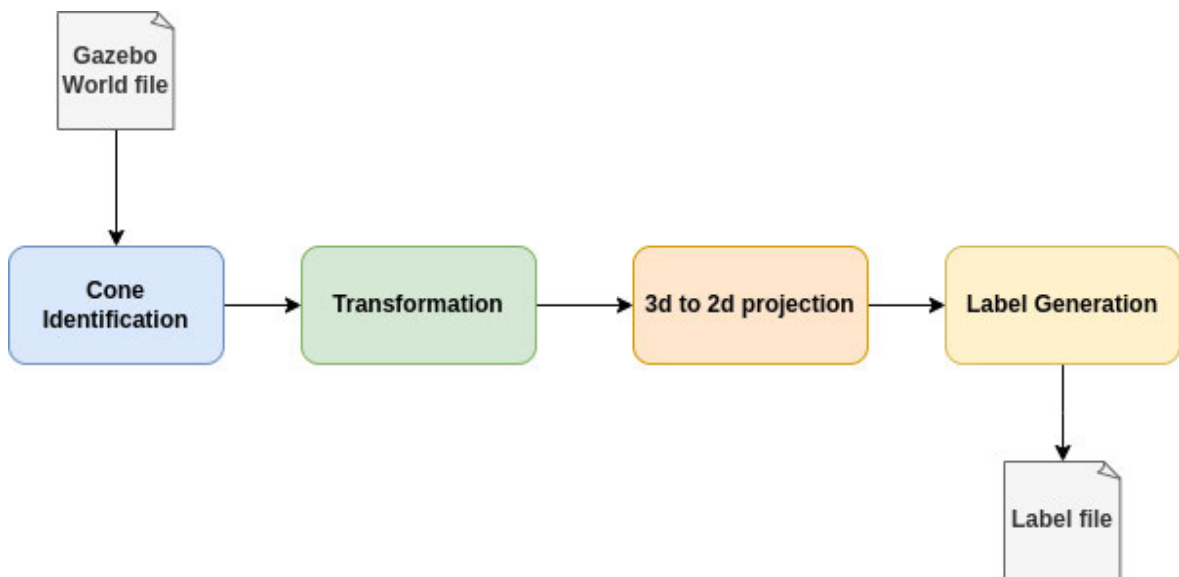 Gazebo
World file
Cone
Identification
Transformation
3d to 2d projection
Label Generation
Label file